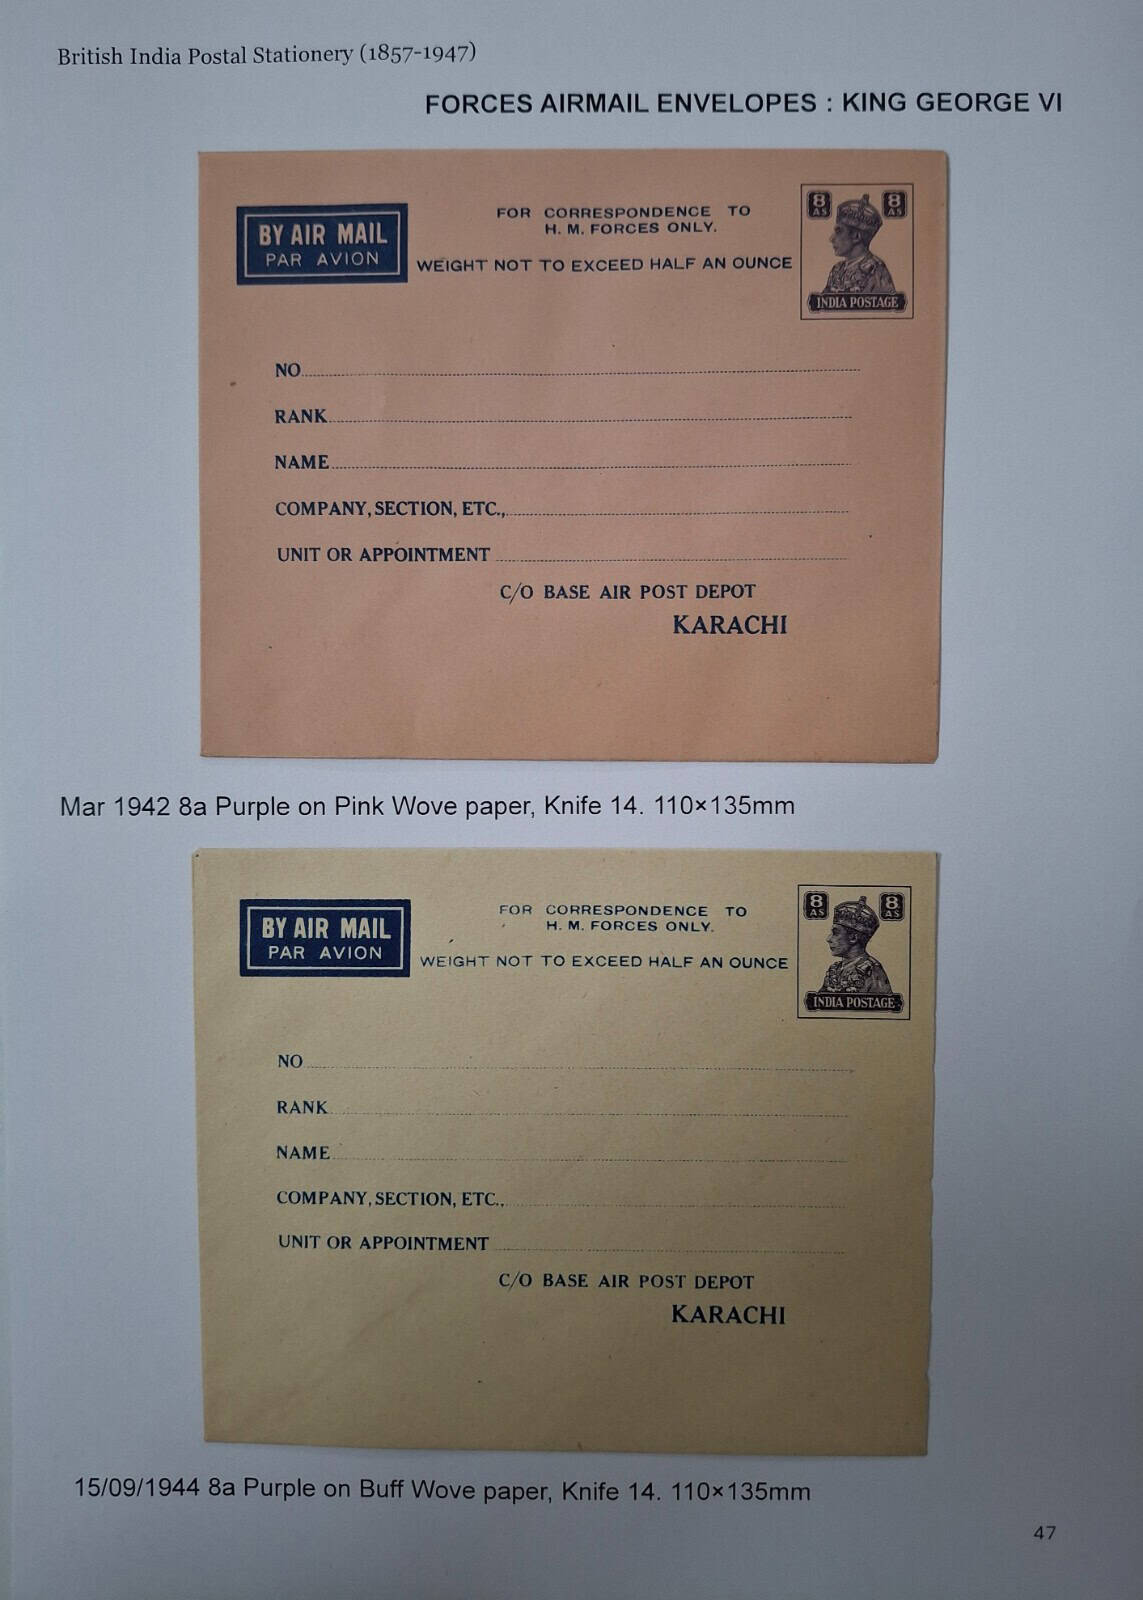 British India Postal Stationery (1857-1947)
FORCES AIRMAIL ENVELOPES : KING GEORGE VI
BY AIR MAIL
PAR AVION
FOR CORRESPONDENCE TO
H. M. FORCES ONLY.
WEIGHT NOT TO EXCEED HALF AN OUNCE
8 AS
8 AS
INDIA POSTAGE
NO
RANK
NAME
COMPANY, SECTION, ETC.,
UNIT OR APPOINTMENT
C/O BASE AIR POST DEPOT
KARACHI
Mar 1942 8a Purple on Pink Wove paper, Knife 14. 110×135mm
BY AIR MAIL
PAR AVION
FOR CORRESPONDENCE TO
H. M. FORCES ONLY.
WEIGHT NOT TO EXCEED HALF AN OUNCE
8 AS
8 AS
INDIA POSTAGE
NO
RANK
NAME
COMPANY, SECTION, ETC.,
UNIT OR APPOINTMENT
C/O BASE AIR POST DEPOT
KARACHI
15/09/1944 8a Purple on Buff Wove paper, Knife 14. 110×135mm
47